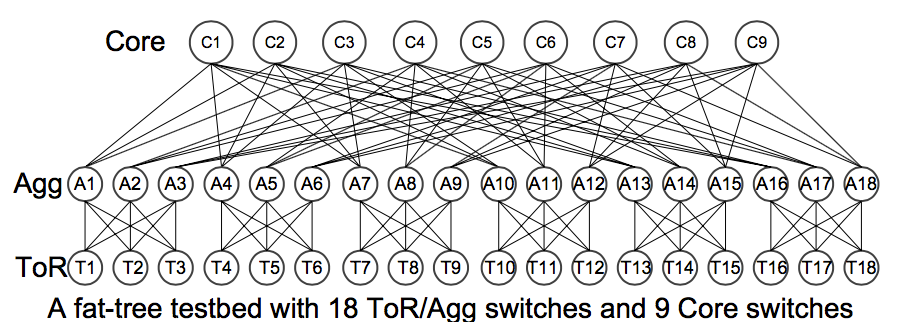 Core C1 C2 C3 C4 C5 C6 C7 C8 C9
Agg A1 A2 A3 A4 A5 A6 A7 A8 A9 A10 A11 A12 A13 A14 A15 A16 A17 A18
ToR T1 T2 T3 T4 T5 T6 T7 T8 T9 T10 T11 T12 T13 T14 T15 T16 T17 T18
A fat-tree testbed with 18 ToR/Agg switches and 9 Core switches